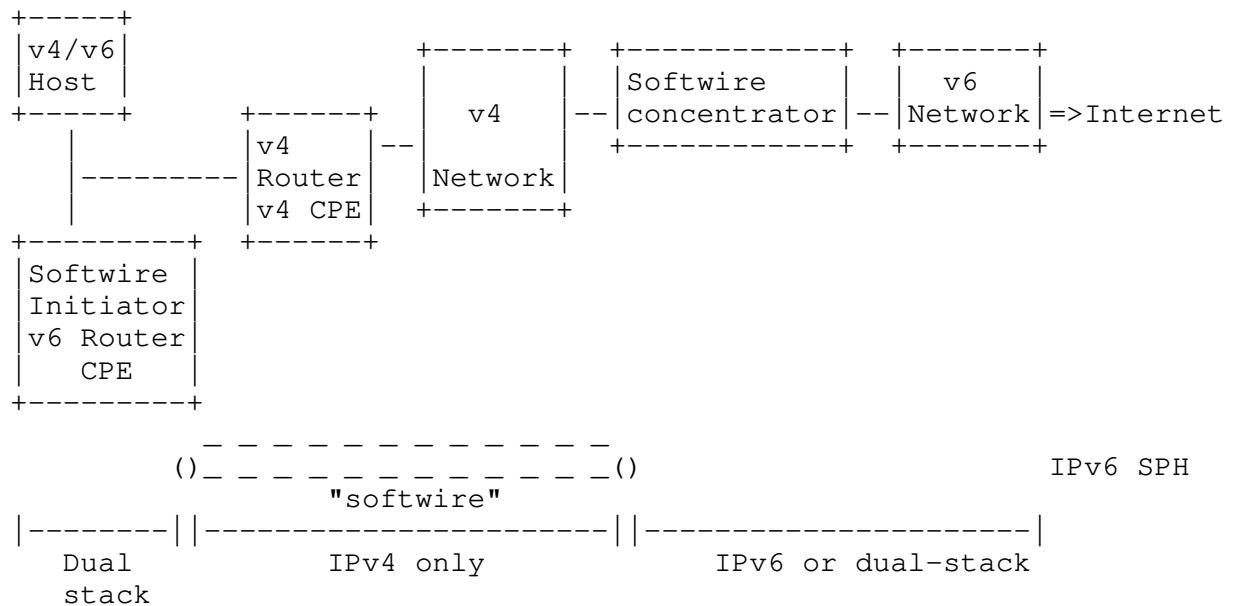 v4/v6
Host
v4
Router
v4 CPE
v4
Network
Softwire
concentrator
v6
Network
=>Internet
Softwire
Initiator
v6 Router
CPE
()
()
IPv6 SPH
"softwire"
Dual
stack
IPv4 only
IPv6 or dual-stack